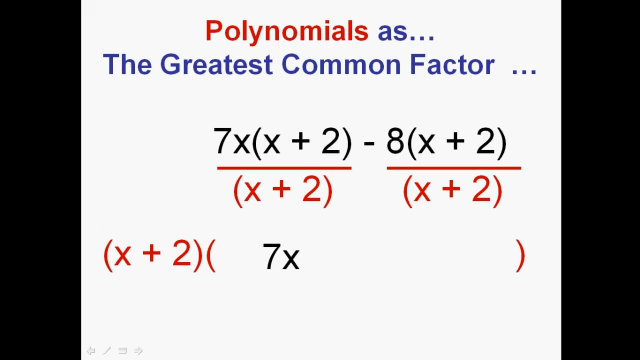 Polynomials as…
The Greatest Common Factor …
7x(x + 2) - 8(x + 2)
(x + 2) (x + 2)
(x + 2)( 7x )